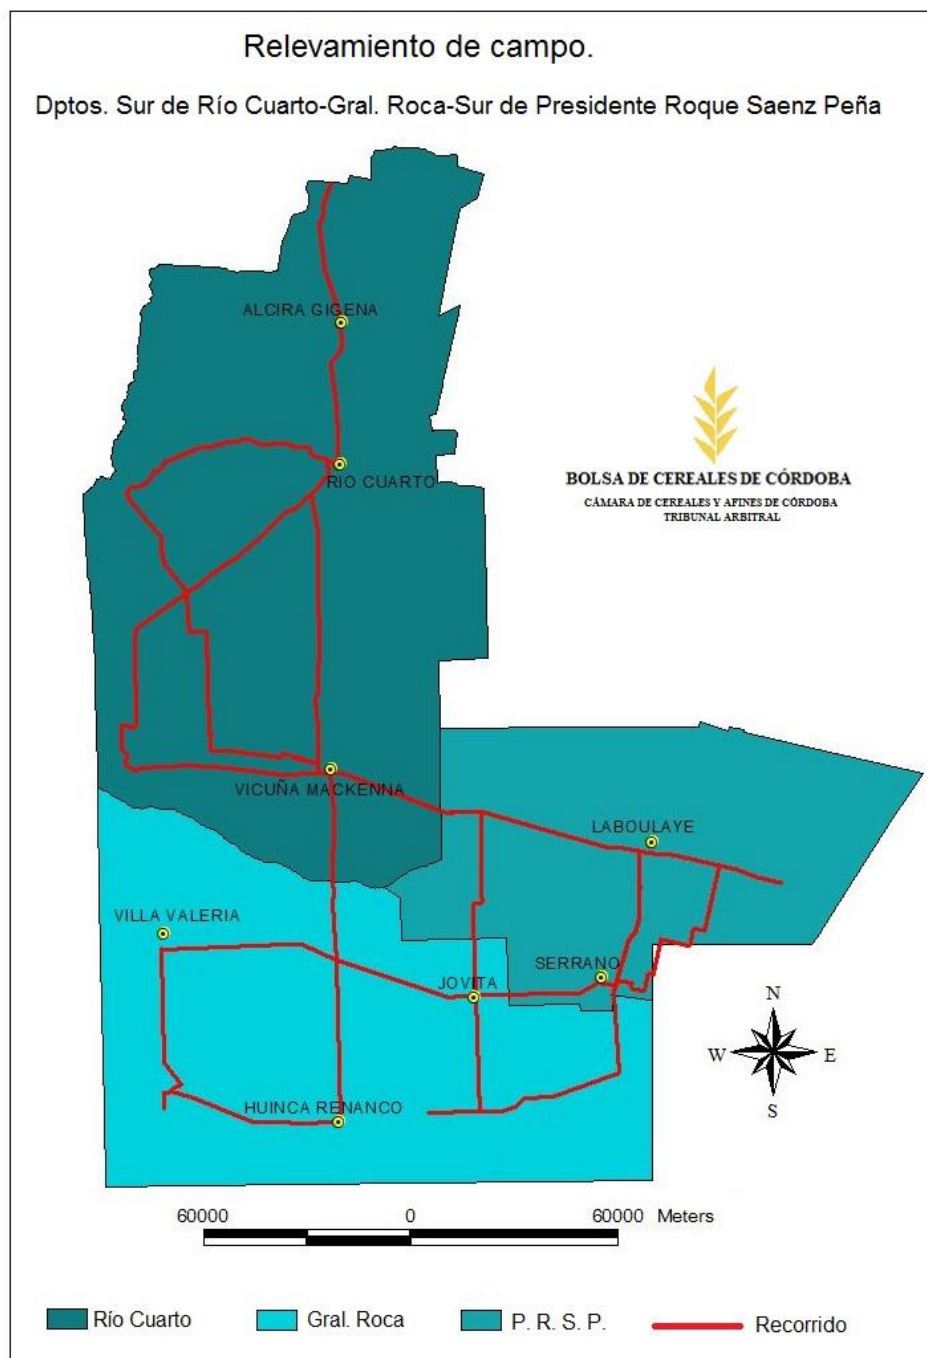 Relevamiento de campo.
Dptos. Sur de Río Cuarto-Gral. Roca-Sur de Presidente Roque Saenz Peña
ALCIRA GIGENA
RIO CUARTO
BOLSA DE CEREALES DE CÓRDOBA
CÁMARA DE CEREALES Y AFINES DE CÓRDOBA
TRIBUNAL ARBITRAL
VICUÑA MACKENNA
LABOULAYE
VILLA VALERIA
SERRANO
JOVITA
N
W E
S
HUINCA RENANCO
60000 0 60000 Meters
Río Cuarto Gral. Roca P. R. S. P. Recorrido